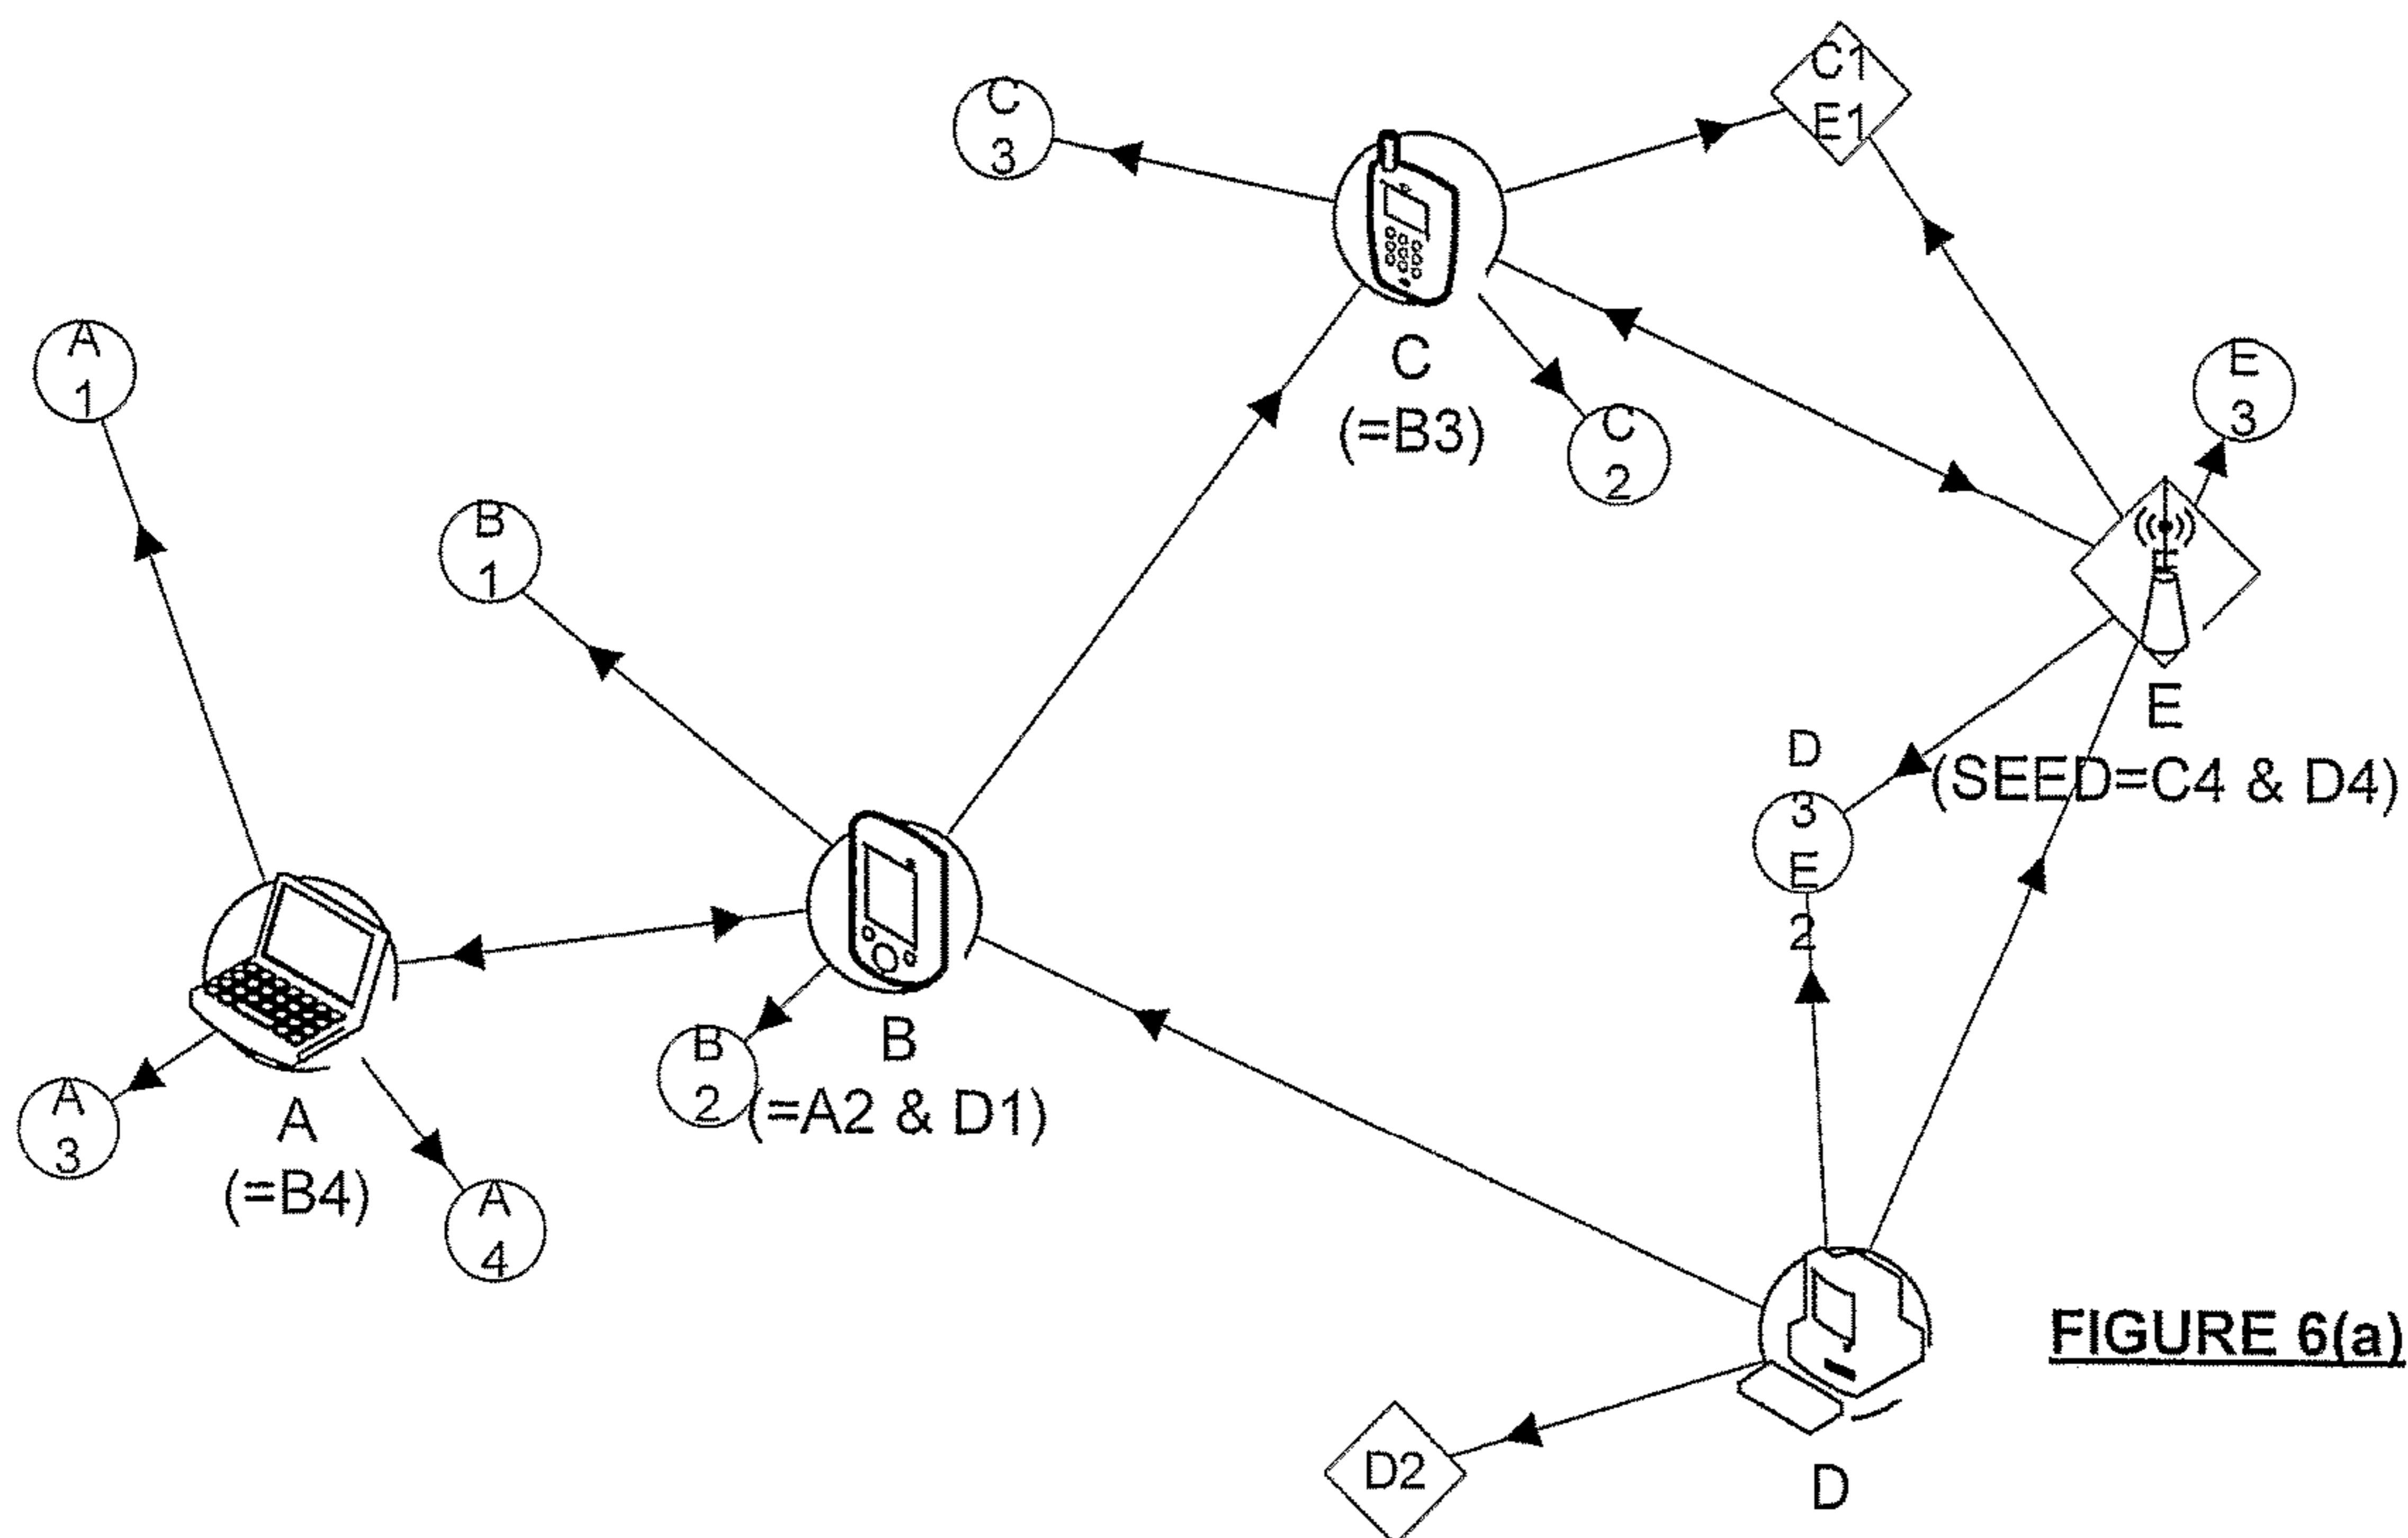 C1
E1
C
3
C
(=B3)
C
2
E
3
A
1
B
1
E
(SEED=C4 & D4)
D
3
E
2
B
(=A2 & D1)
B
2
A
(=B4)
A
3
A
4
FIGURE 6(a)
D2
D